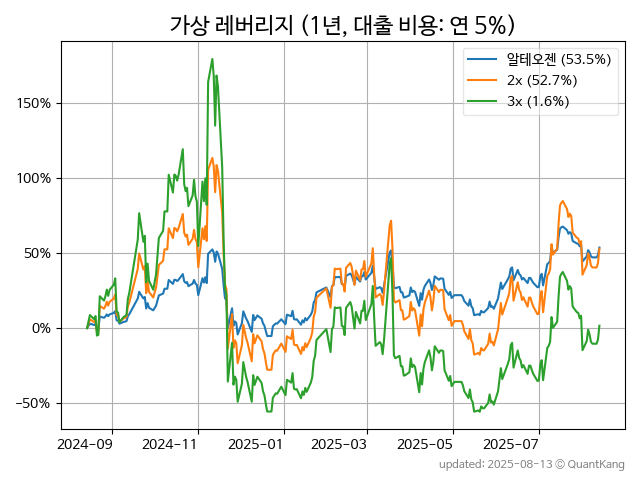 가상 레버리지 (1년, 대출 비용: 연 5%)
알테오젠 (53.5%)
2x (52.7%)
3x (1.6%)
150%
100%
50%
0%
−50%
2024-09 2024-11 2025-01 2025-03 2025-05 2025-07
updated: 2025-08-13 ⓒ QuantKang